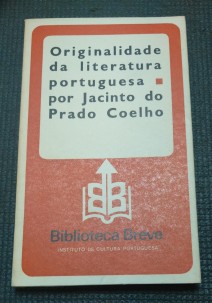 Originalidade
da literatura
portuguesa
por Jacinto do
Prado Coelho
Biblioteca Breve
INSTITUTO DE CULTURA PORTUGUESA